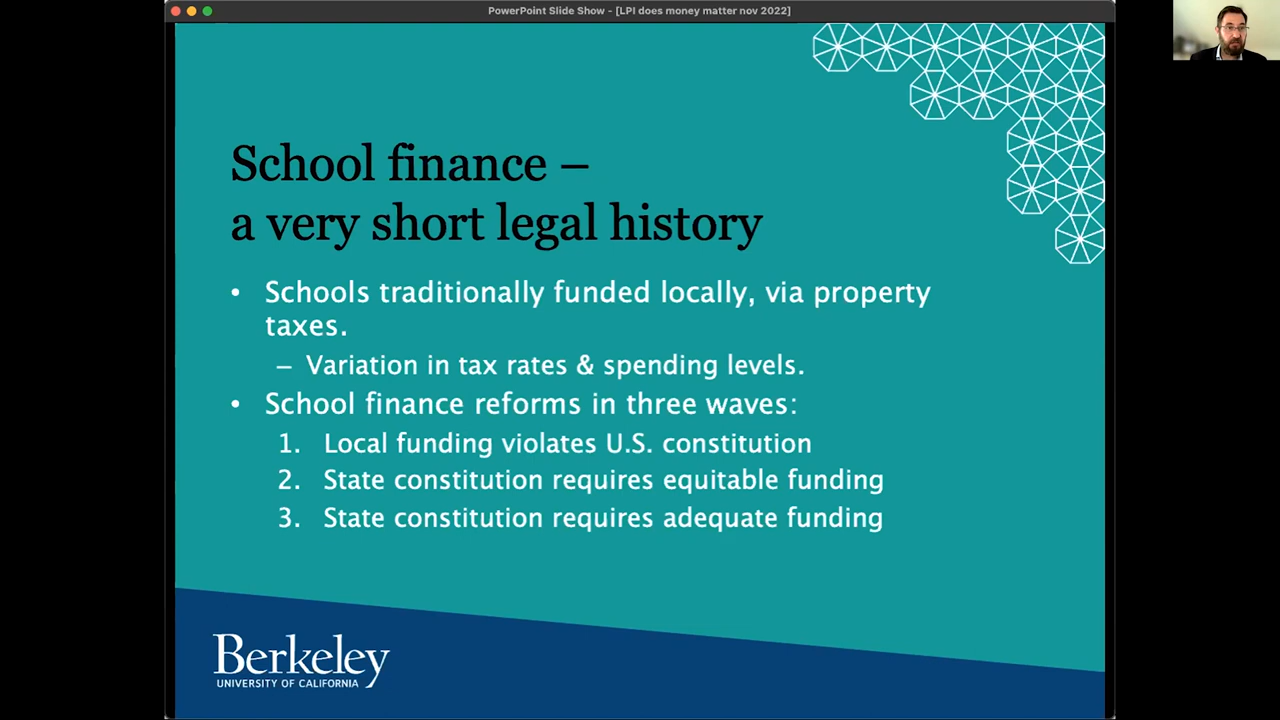 PowerPoint Slide Show - [LPI does money matter nov 2022]
School finance –
a very short legal history
• Schools traditionally funded locally, via property
taxes.
– Variation in tax rates & spending levels.
• School finance reforms in three waves:
1. Local funding violates U.S. constitution
2. State constitution requires equitable funding
3. State constitution requires adequate funding
Berkeley
UNIVERSITY OF CALIFORNIA